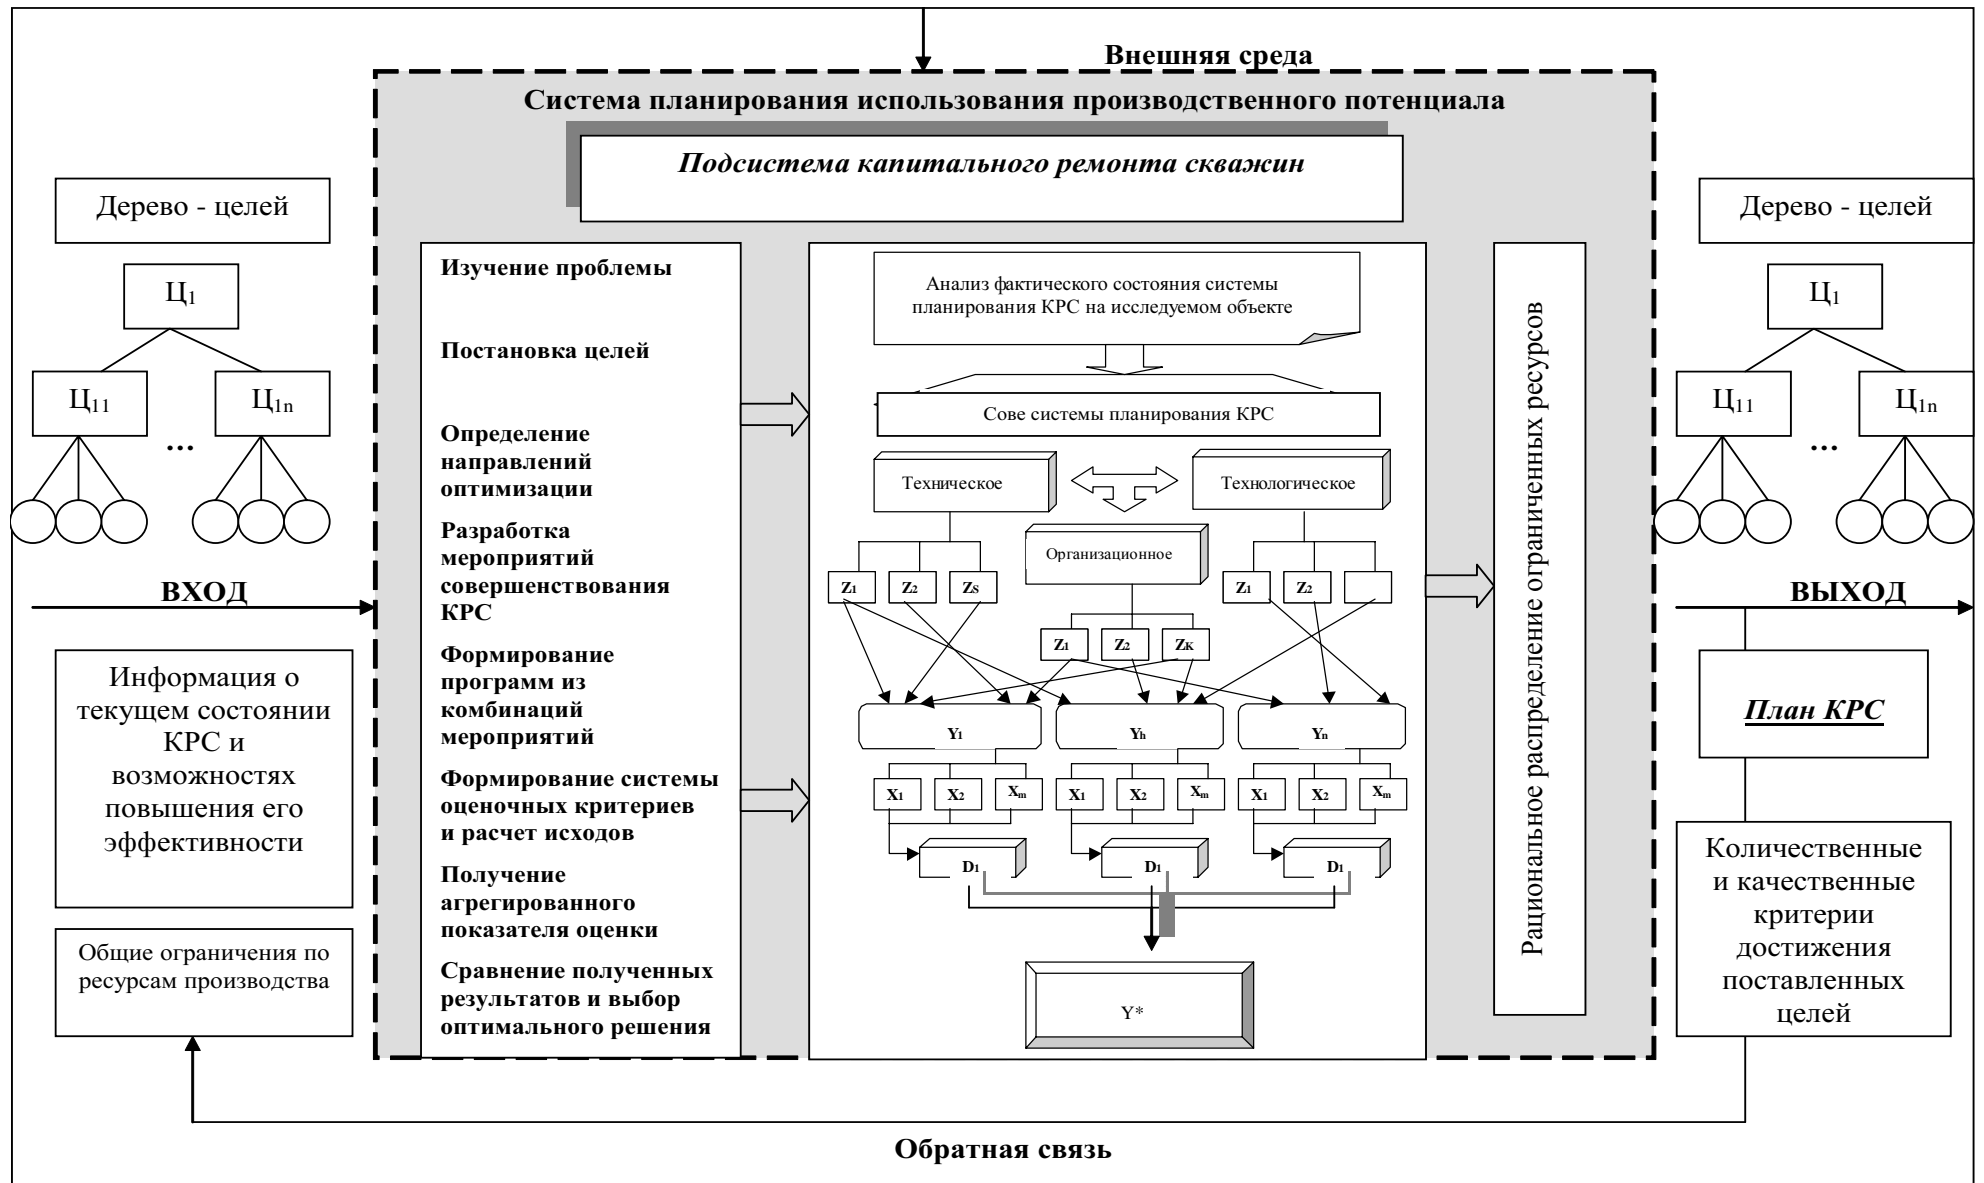 Внешняя среда
Система планирования использования производственного потенциала
Подсистема капитального ремонта скважин
Дерево - целей
Ц1
Ц11
...
Ц1n
ВХОД
Информация о
текущем состоянии
КРС и
возможностях
повышения его
эффективности
Общие ограничения по
ресурсам производства
Изучение проблемы
Постановка целей
Определение
направлений
оптимизации
Разработка
мероприятий
совершенствования
КРС
Формирование
программ из
комбинаций
мероприятий
Формирование системы
оценочных критериев
и расчет исходов
Получение
агрегированного
показателя оценки
Сравнение полученных
результатов и выбор
оптимального решения
Анализ фактического состояния системы
планирования КРС на исследуемом объекте
Сове системы планирования КРС
Техническое
Технологическое
Организационное
Z1 Z2 ZS
Z1 Z2
Z1 Z2 ZK
Y1 Yh Yn
X1 X2 Xm X1 X2 Xm X1 X2 Xm
D1 D1 D1
Y*
Рациональное распределение ограниченных ресурсов
Дерево - целей
Ц1
Ц11
...
Ц1n
ВЫХОД
План КРС
Количественные
и качественные
критерии
достижения
поставленных
целей
Обратная связь